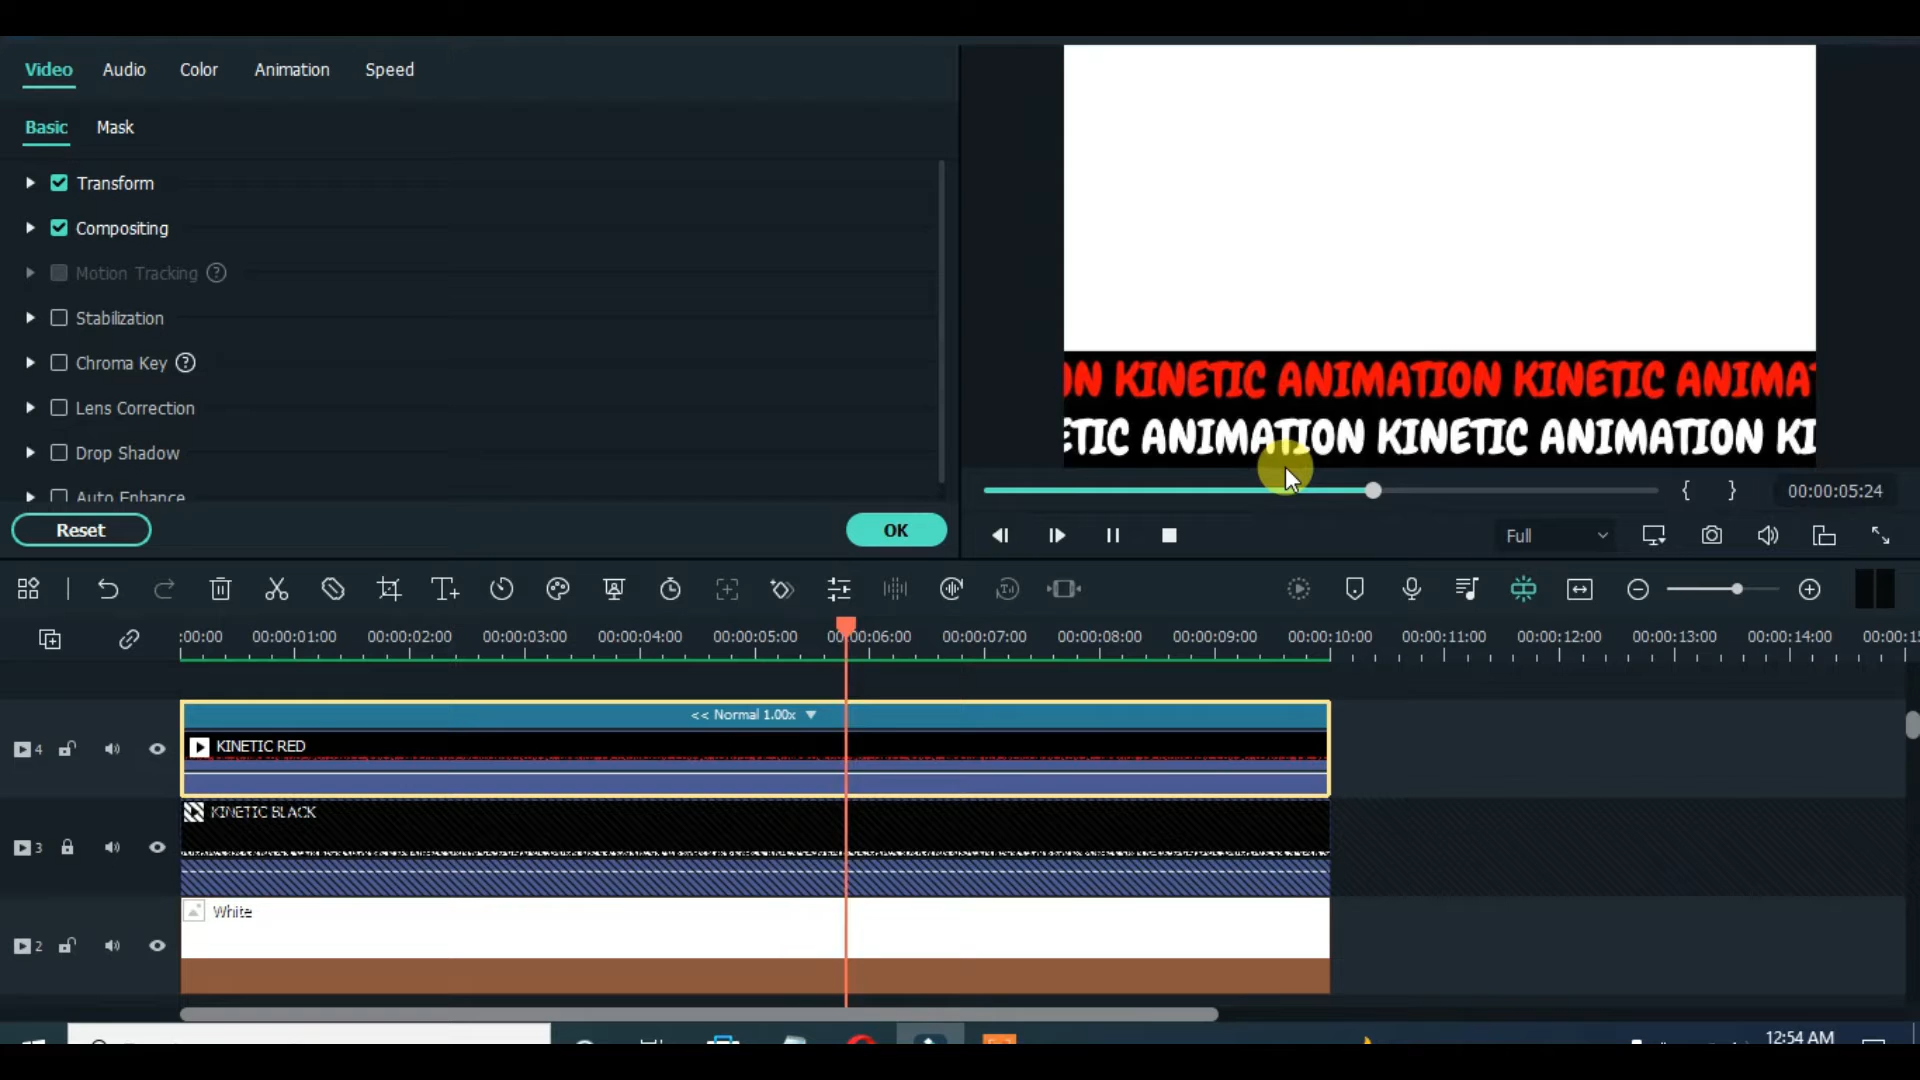 Video Audio Color Animation Speed
Basic Mask
Transform
Compositing
Motion Tracking ?
Stabilization
Chroma Key ?
Lens Correction
Drop Shadow
Auto Enhance
Reset OK
ON KINETIC ANIMATION KINETIC ANIMAT
ETIC ANIMATION KINETIC ANIMATION KI
{ } 00:00:05:24
Full
:00:00 00:00:01:00 00:00:02:00 00:00:03:00 00:00:04:00 00:00:05:00 00:00:06:00 00:00:07:00 00:00:08:00 00:00:09:00 00:00:10:00 00:00:11:00 00:00:12:00 00:00:13:00 00:00:14:00 00:00:15
<< Normal 1.00x
4 KINETIC RED
3 KINETIC BLACK
2 White
12:54 AM